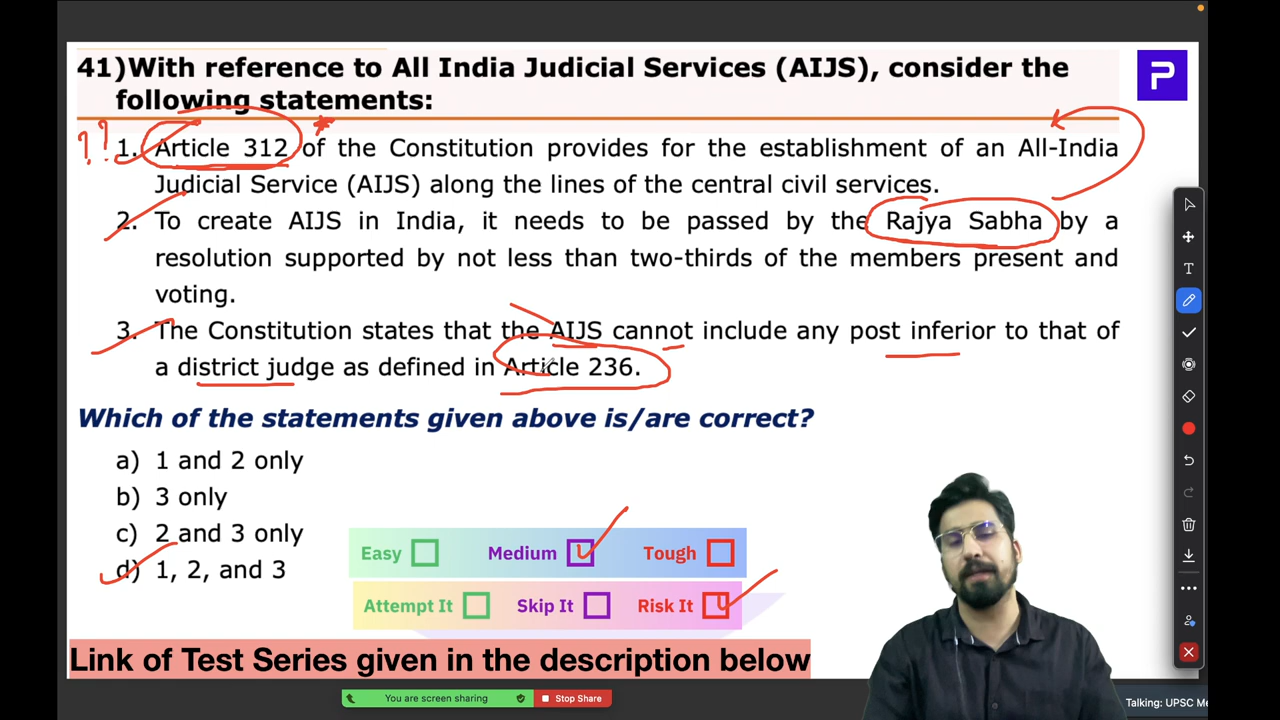 41)With reference to All India Judicial Services (AIJS), consider the
following statements:
?? 1. Article 312 of the Constitution provides for the establishment of an All-India
Judicial Service (AIJS) along the lines of the central civil services.
2. To create AIJS in India, it needs to be passed by the Rajya Sabha by a
resolution supported by not less than two-thirds of the members present and
voting.
3. The Constitution states that the AIJS cannot include any post inferior to that of
a district judge as defined in Article 236.
Which of the statements given above is/are correct?
a) 1 and 2 only
b) 3 only
c) 2 and 3 only
d) 1, 2, and 3
Easy Medium Tough
Attempt It Skip It Risk It
Link of Test Series given in the description below
You are screen sharing Stop Share
Talking: UPSC Me
P
T